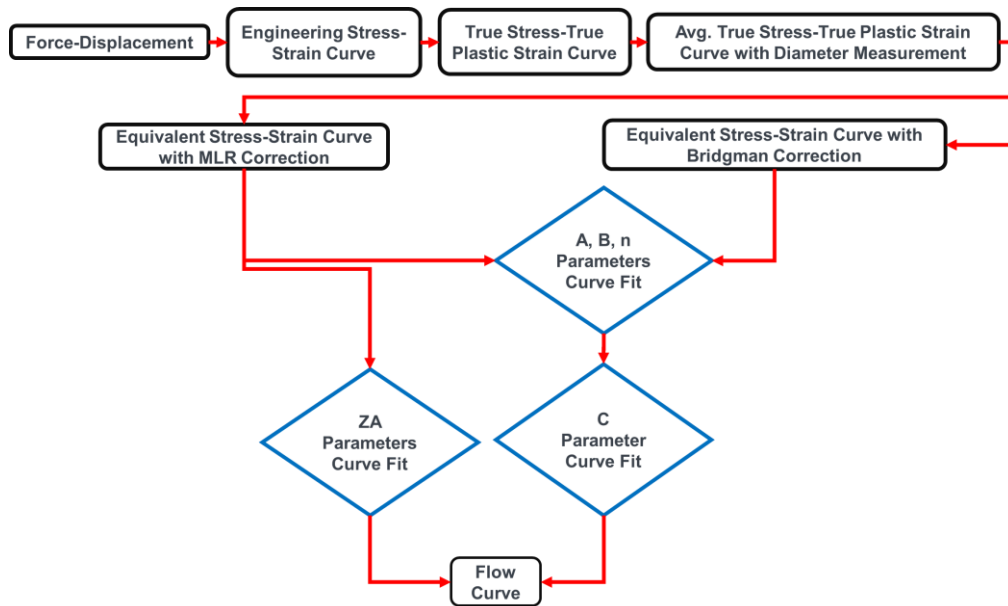 Force-Displacement
Engineering Stress-
Strain Curve
True Stress-True
Plastic Strain Curve
Avg. True Stress-True Plastic Strain
Curve with Diameter Measurement
Equivalent Stress-Strain Curve
with MLR Correction
Equivalent Stress-Strain Curve with
Bridgman Correction
A, B, n
Parameters
Curve Fit
ZA
Parameters
Curve Fit
C
Parameter
Curve Fit
Flow
Curve